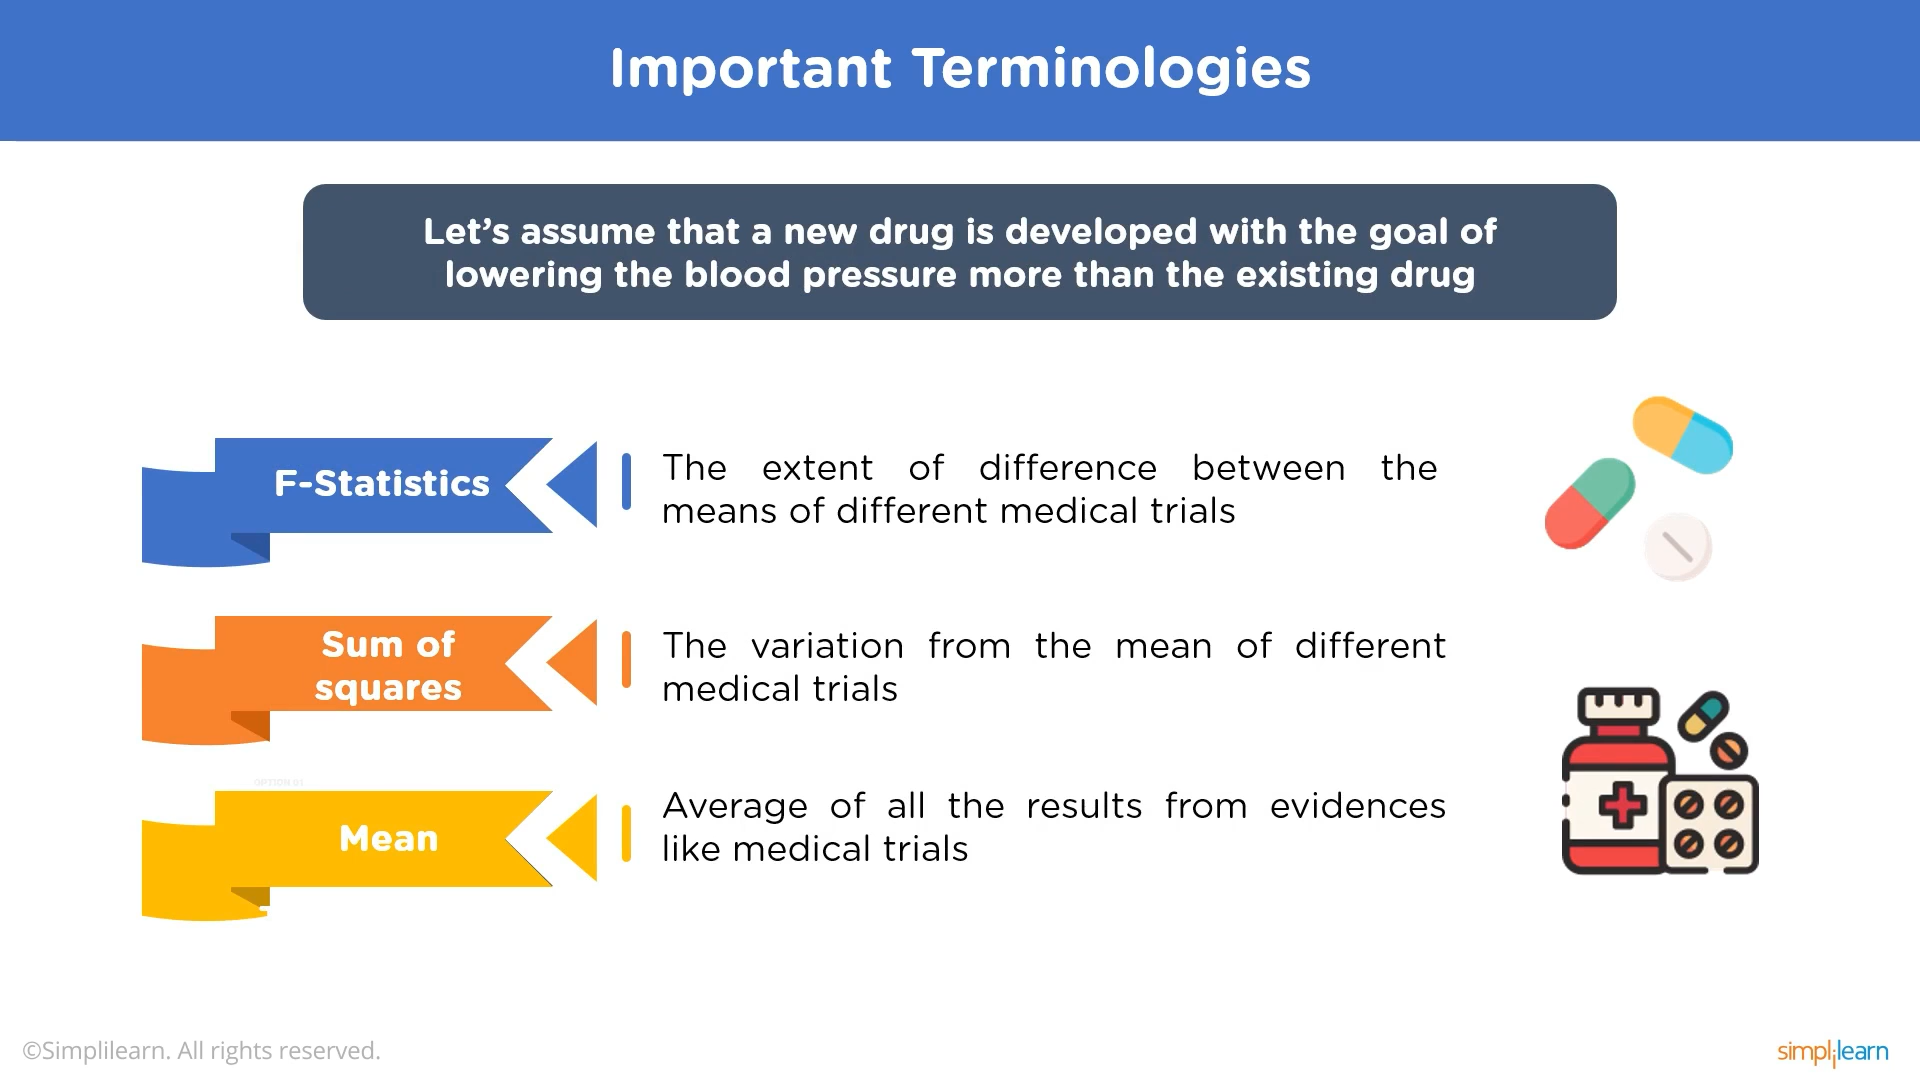 Important Terminologies
Let's assume that a new drug is developed with the goal of
lowering the blood pressure more than the existing drug
F-Statistics
The extent of difference between the
means of different medical trials
Sum of
squares
The variation from the mean of different
medical trials
OPTION 01
Mean
Average of all the results from evidences
like medical trials
©Simplilearn. All rights reserved.
simplilearn